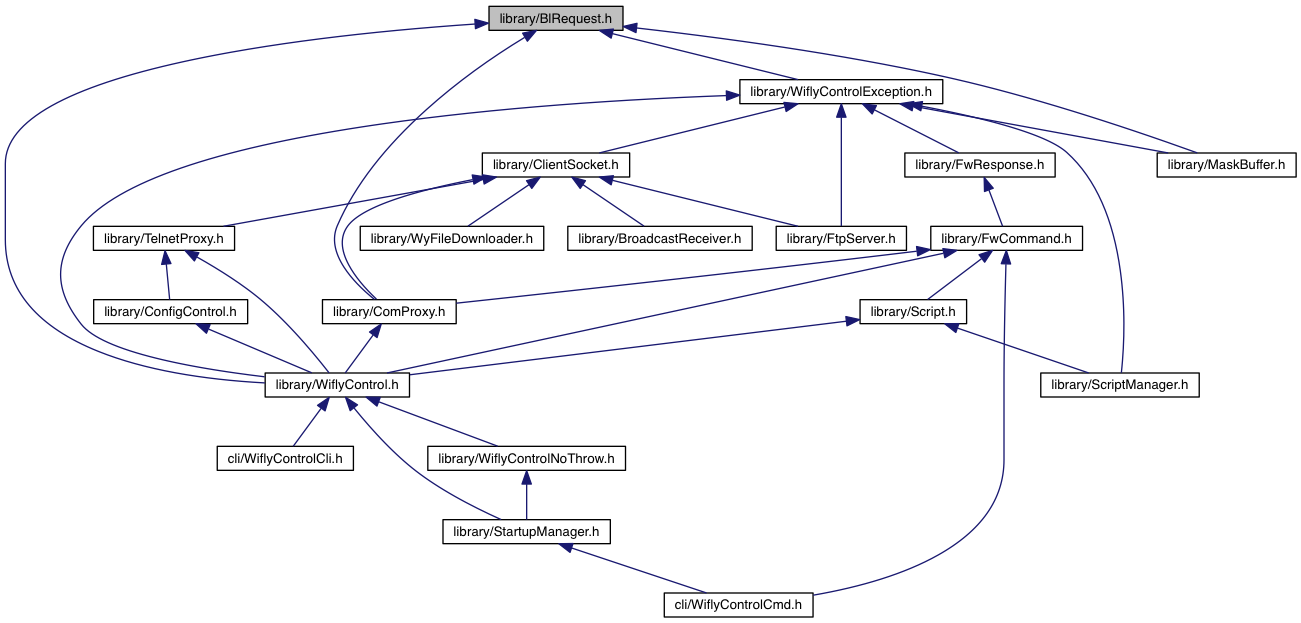 library/BlRequest.h
library/WiflyControlException.h
library/ClientSocket.h
library/FwResponse.h
library/MaskBuffer.h
library/TelnetProxy.h
library/WyFileDownloader.h
library/BroadcastReceiver.h
library/FtpServer.h
library/FwCommand.h
library/ConfigControl.h
library/ComProxy.h
library/Script.h
library/WiflyControl.h
library/ScriptManager.h
cli/WiflyControlCli.h
library/WiflyControlNoThrow.h
library/StartupManager.h
cli/WiflyControlCmd.h